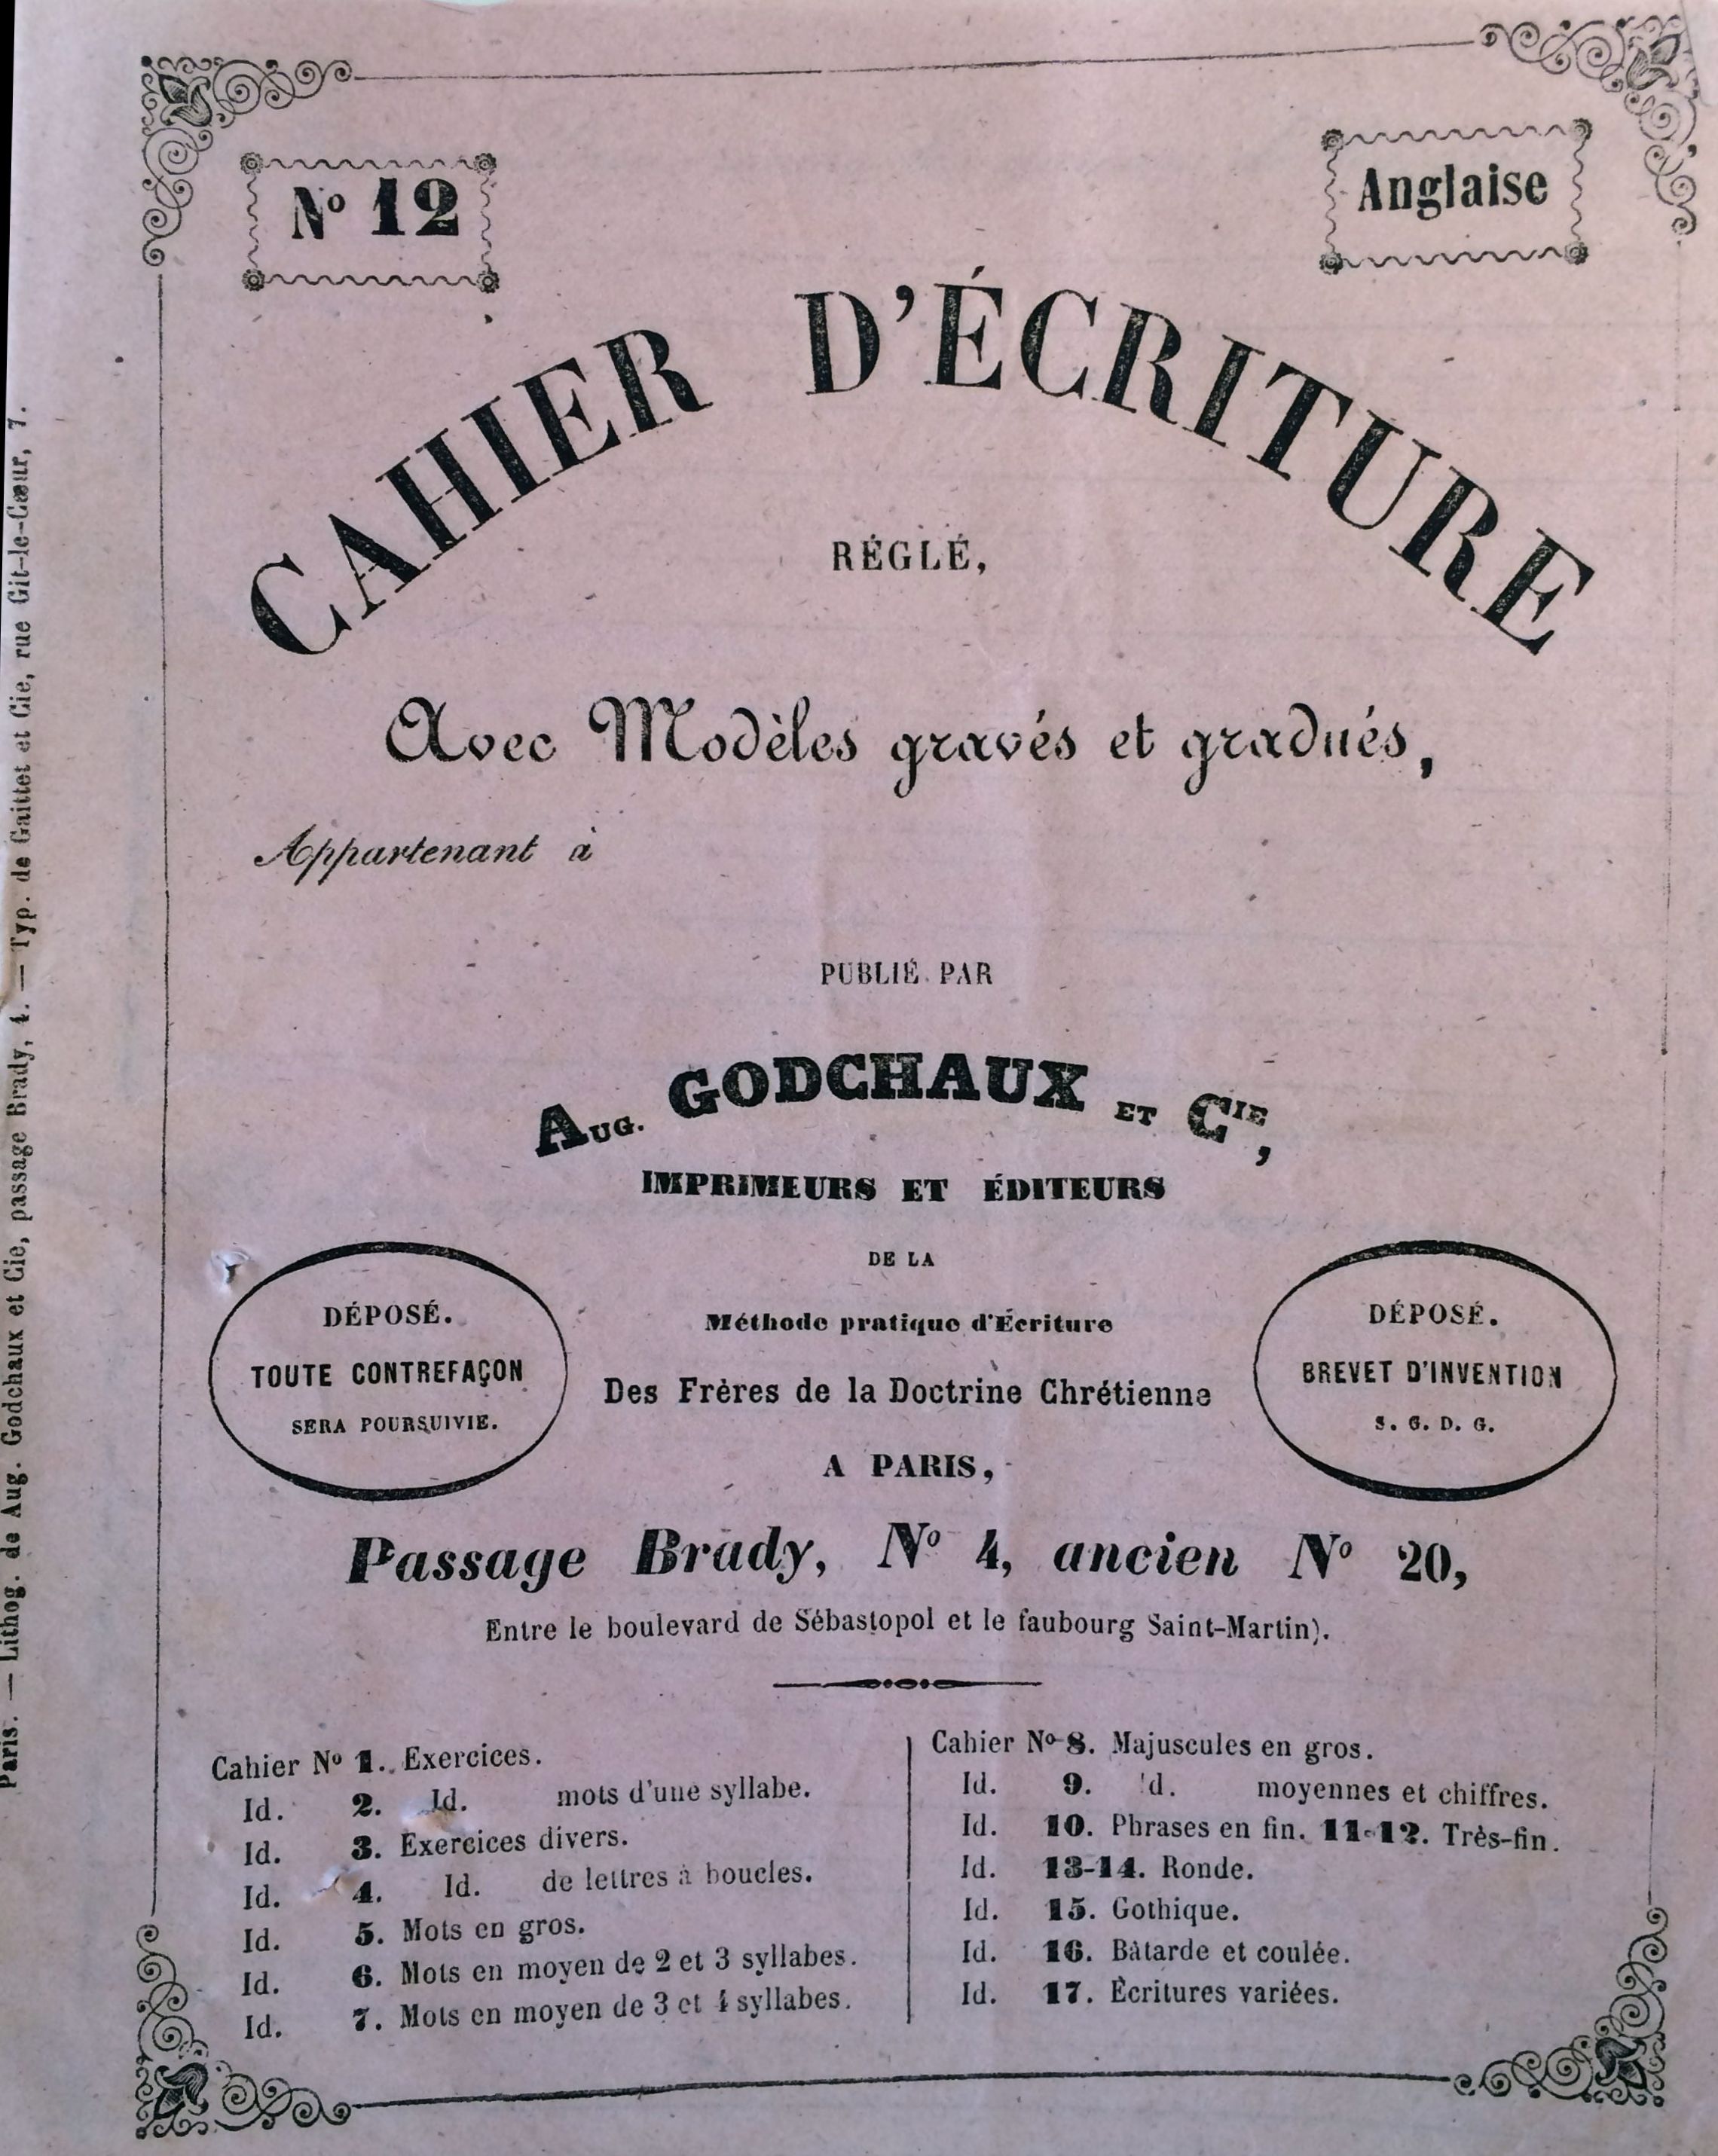 Nº 12
Anglaise
CAHIER D'ÉCRITURE
RÉGLÉ,
Avec Modèles gravés et gradués,
Appartenant à
PUBLIÉ PAR
AUG. GODCHAUX ET CIE,
IMPRIMEURS ET ÉDITEURS
DE LA
Méthode pratique d'Écriture
Des Frères de la Doctrine Chrétienne
A PARIS,
DÉPOSÉ.
TOUTE CONTREFAÇON
SERA POURSUIVIE.
DÉPOSÉ.
BREVET D'INVENTION
S. G. D. G.
Passage Brady, Nº 4, ancien Nº 20,
Entre le boulevard de Sébastopol et le faubourg Saint-Martin).
Cahier Nº 1. Exercices.
Id. 2. Id. mots d'une syllabe.
Id. 3. Exercices divers.
Id. 4. Id. de lettres à boucles.
Id. 5. Mots en gros.
Id. 6. Mots en moyen de 2 et 3 syllabes.
Id. 7. Mots en moyen de 3 et 4 syllabes.
Cahier Nº 8. Majuscules en gros.
Id. 9. Id. moyennes et chiffres.
Id. 10. Phrases en fin. 11-12. Très-fin.
Id. 13-14. Ronde.
Id. 15. Gothique.
Id. 16. Bâtarde et coulée.
Id. 17. Écritures variées.
Paris. — Lithog. de Aug. Godchaux et Cie, passage Brady, 4. — Typ. de Gaittet et Cie, rue Git-le-Cœur, 7.